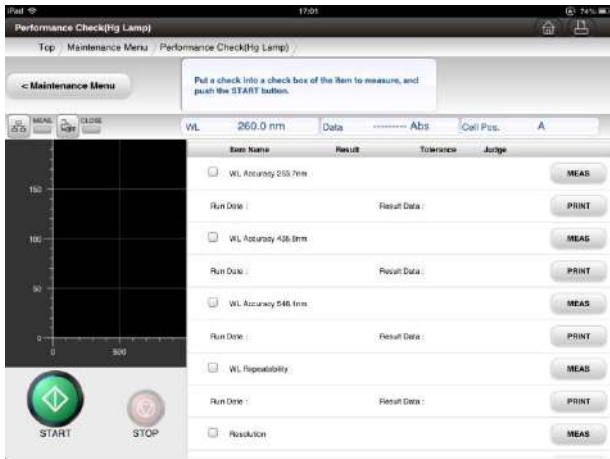 iPad 17:01 74%
Performance Check(Hg Lamp)
Top Maintenance Menu Performance Check(Hg Lamp)
< Maintenance Menu
Put a check into a check box of the item to measure, and
push the START button.
MEAS CLOSE
WL 260.0 nm Data --------- Abs Cell Pos. A
Item Name Result Tolerance Judge
WL Accuracy 253.7nm MEAS
Run Date : Result Data : PRINT
WL Accuracy 435.8nm MEAS
Run Date : Result Data : PRINT
WL Accuracy 546.1nm MEAS
Run Date : Result Data : PRINT
WL Repeatability MEAS
Run Date : Result Data : PRINT
Resolution MEAS
150
100
50
0
0 500
START STOP